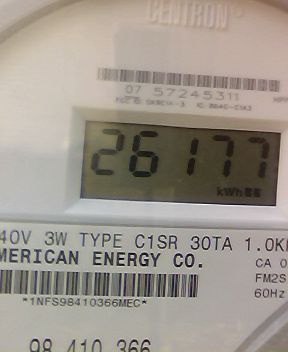 CENTRON
07 57245311
26177
kWh
40V 3W TYPE C1SR 30TA 1.0K
MERICAN ENERGY CO.
CA 0
FM2S
60Hz
*1NFS98410366MEC*
98 410 366